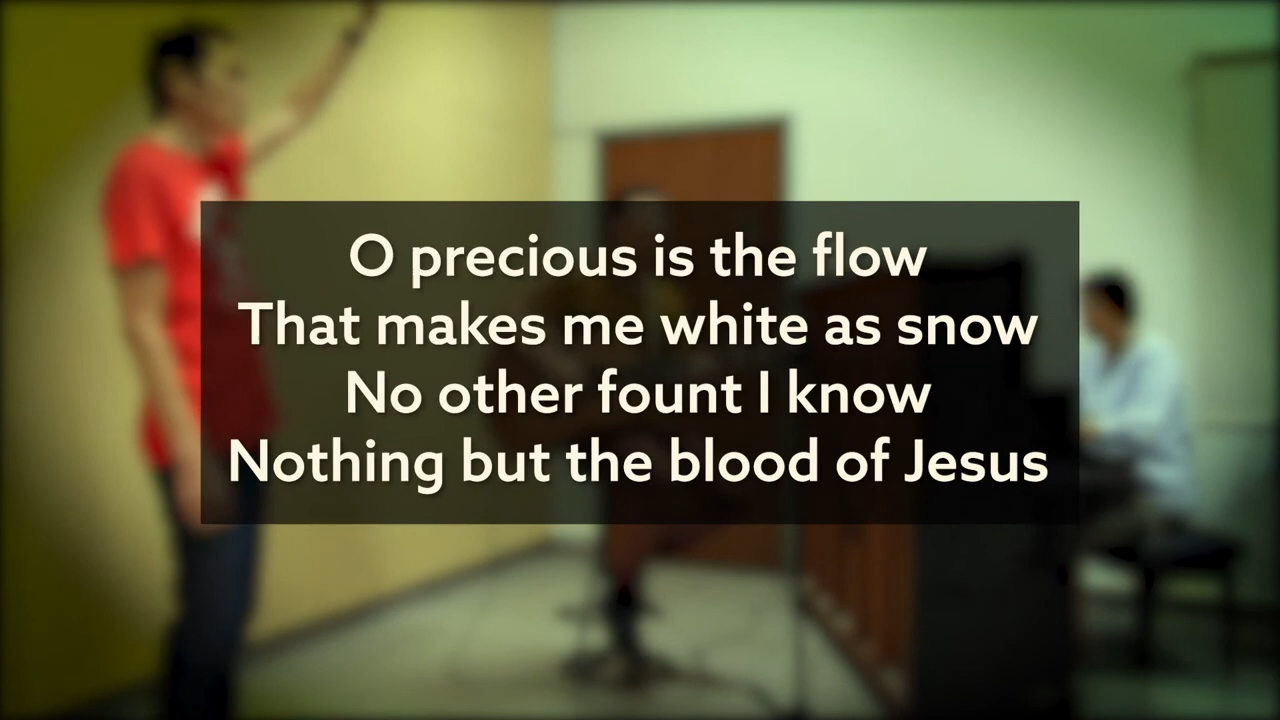 O precious is the flow
That makes me white as snow
No other fount I know
Nothing but the blood of Jesus